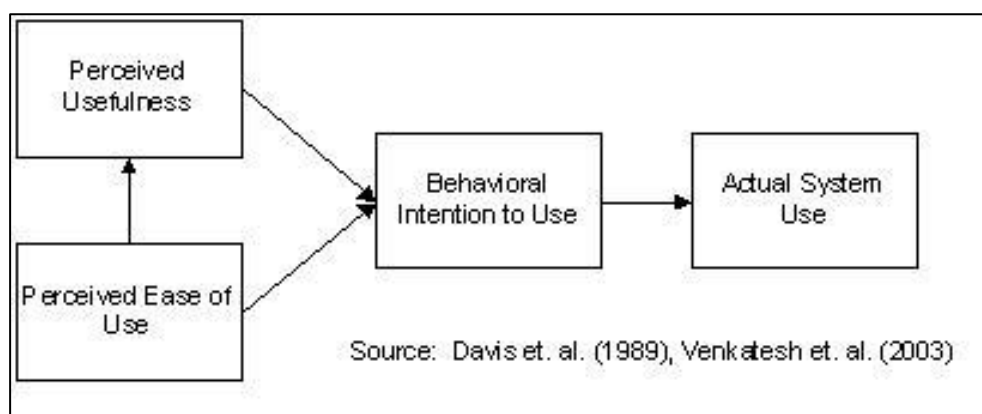 Perceived
Usefulness
Behavioral
Intention to Use
Actual System
Use
Perceived Ease of
Use
Source: Davis et. al. (1989), Venkatesh et. al. (2003)